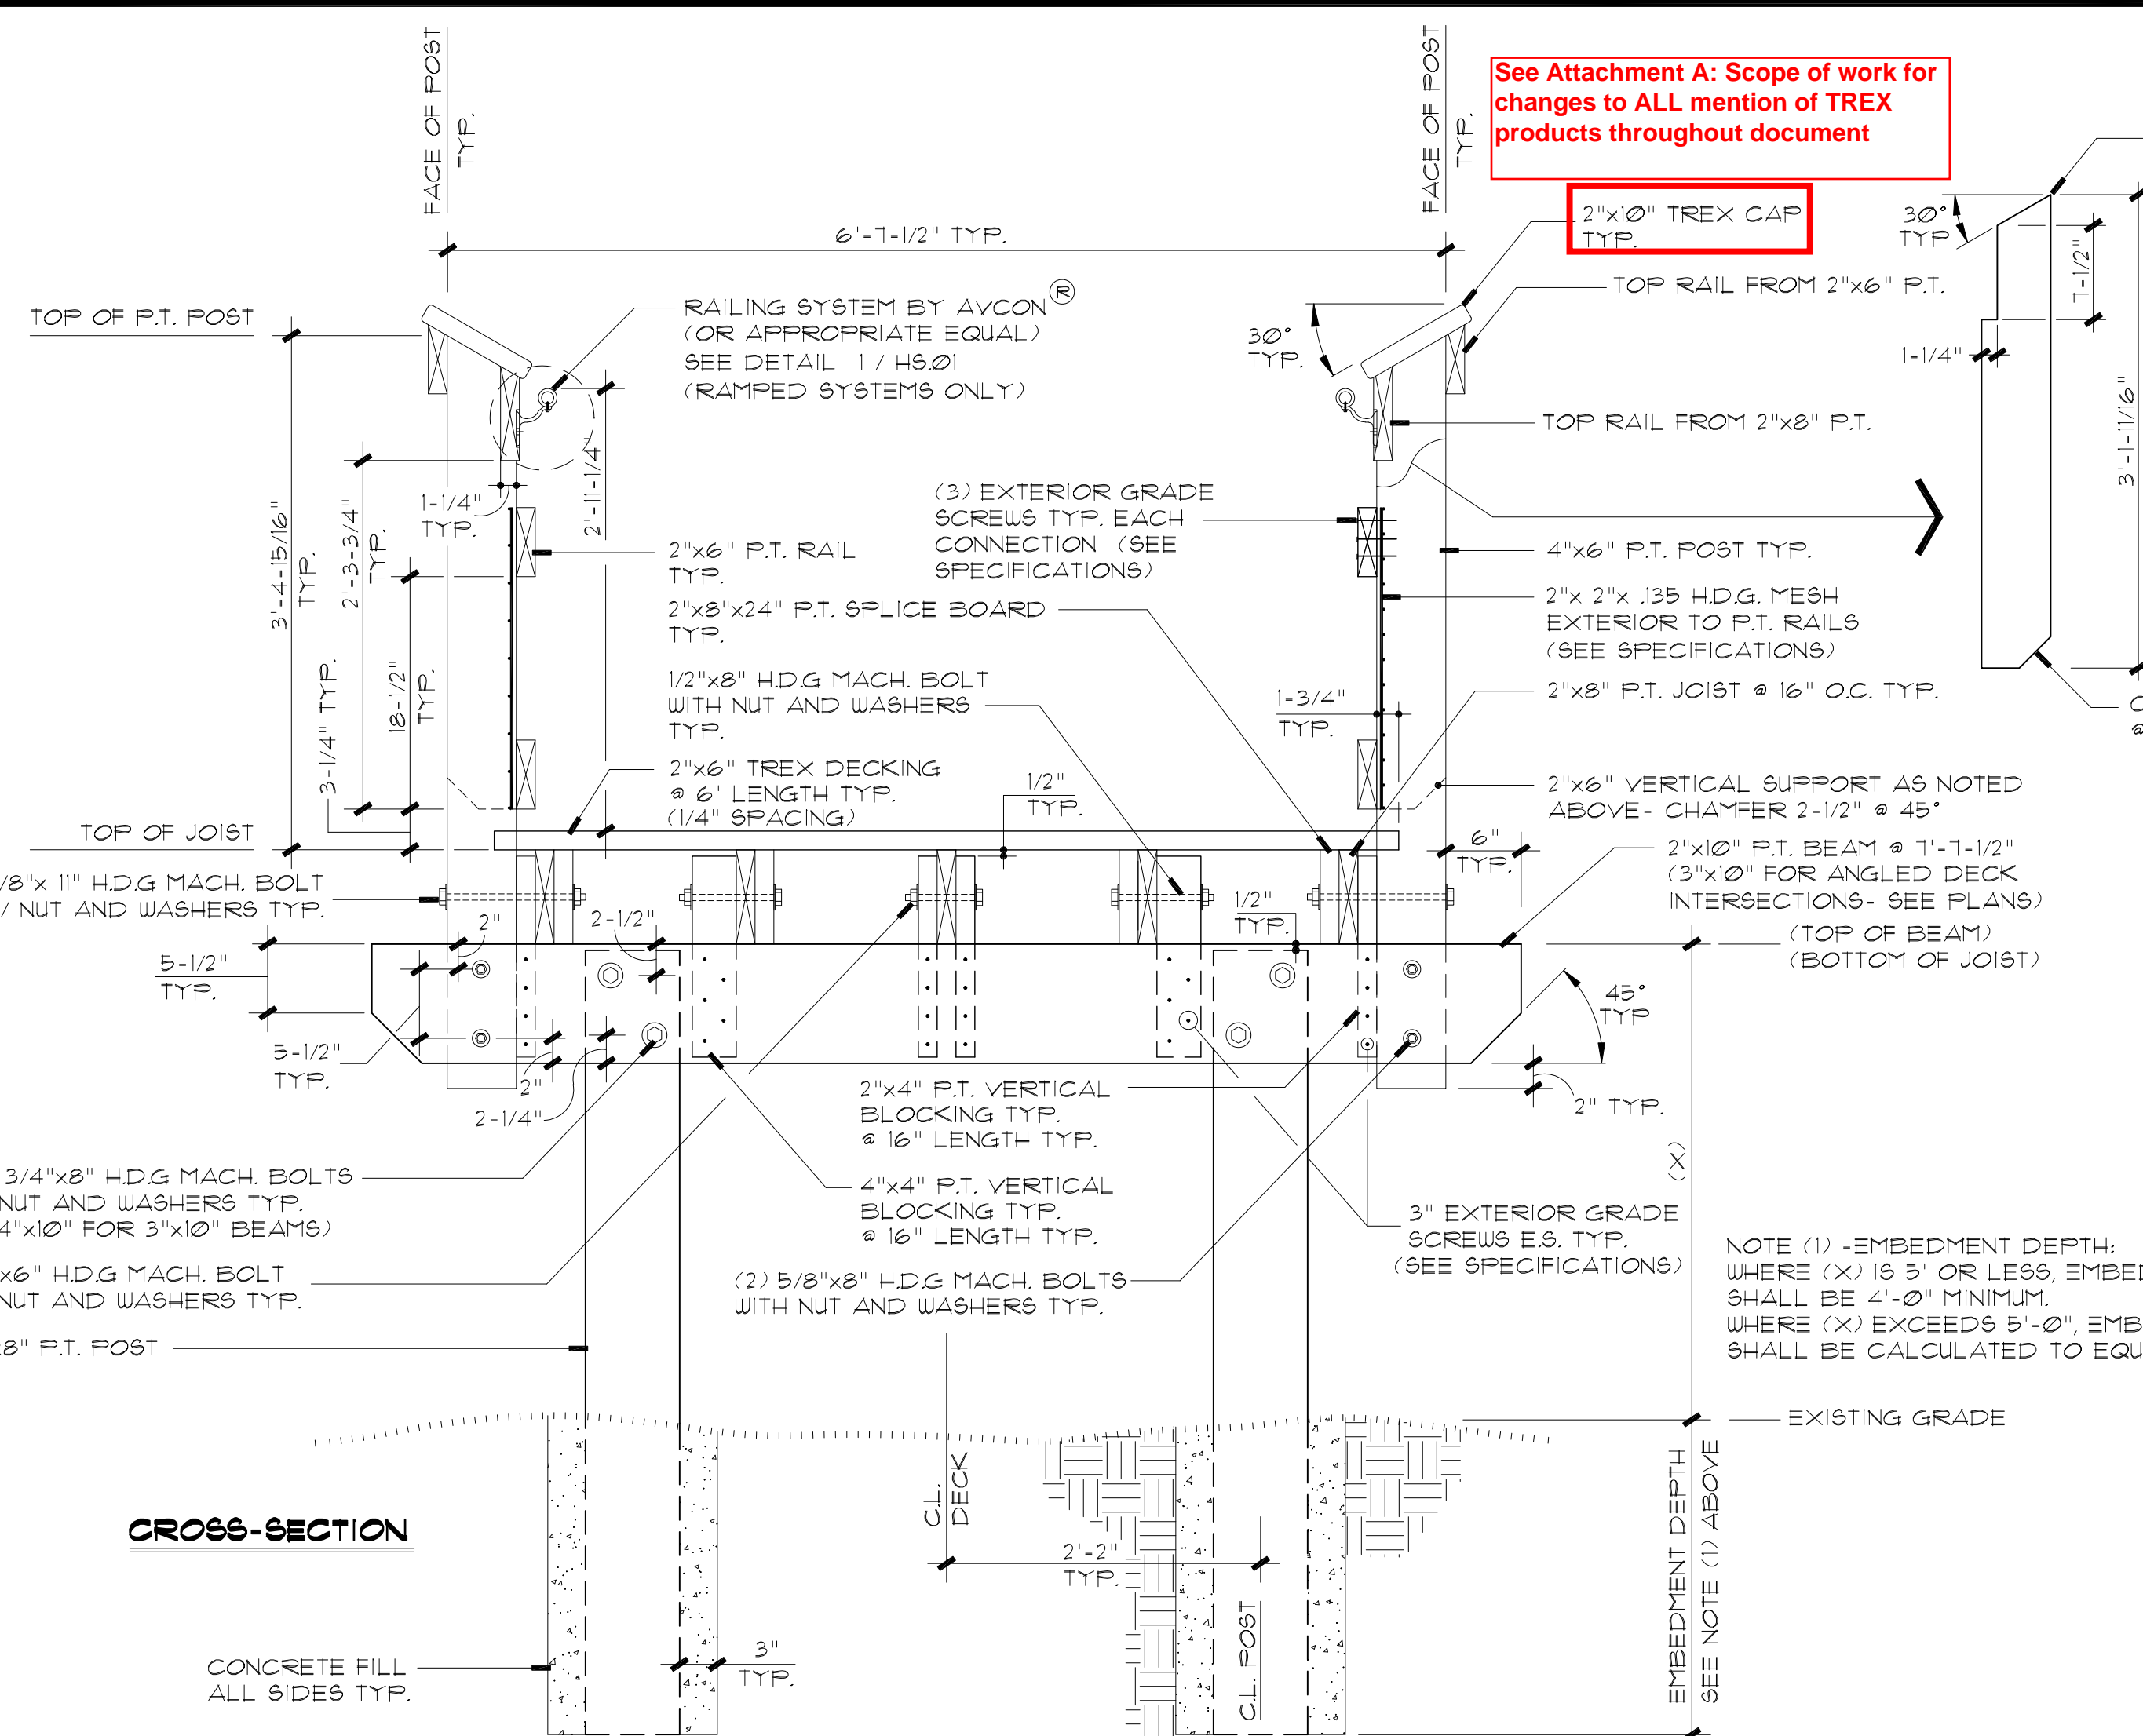 FACE OF POST
TYP.
FACE OF POST
TYP.
See Attachment A: Scope of work for
changes to ALL mention of TREX
products throughout document
6'-7-1/2" TYP.
2"x10" TREX CAP
TYP.
30°
TYP
7-1/2"
1-1/4"
3'-1-11/16"
TOP OF P.T. POST
RAILING SYSTEM BY AVCON ®
(OR APPROPRIATE EQUAL)
SEE DETAIL 1 / HS.01
(RAMPED SYSTEMS ONLY)
30°
TYP.
TOP RAIL FROM 2"x6" P.T.
TOP RAIL FROM 2"x8" P.T.
3'-4-15/16"
TYP.
2'-3-3/4"
TYP.
18-1/2"
TYP.
3-1/4" TYP.
1-1/4"
TYP.
2'-11-1/4"
(3) EXTERIOR GRADE
SCREWS TYP. EACH
CONNECTION (SEE
SPECIFICATIONS)
2"x6" P.T. RAIL
TYP.
4"x6" P.T. POST TYP.
2"x8"x24" P.T. SPLICE BOARD
TYP.
2"x 2"x .135 H.D.G. MESH
EXTERIOR TO P.T. RAILS
(SEE SPECIFICATIONS)
1/2"x8" H.D.G MACH. BOLT
WITH NUT AND WASHERS
TYP.
1-3/4"
TYP.
2"x8" P.T. JOIST @ 16" O.C. TYP.
2"x6" TREX DECKING
@ 6' LENGTH TYP.
(1/4" SPACING)
1/2"
TYP.
2"x6" VERTICAL SUPPORT AS NOTED
ABOVE- CHAMFER 2-1/2" @ 45°
TOP OF JOIST
6"
TYP.
2"x10" P.T. BEAM @ 7'-7-1/2"
(3"x10" FOR ANGLED DECK
INTERSECTIONS- SEE PLANS)
/8"x 11" H.D.G MACH. BOLT
/ NUT AND WASHERS TYP.
2"
2-1/2"
1/2"
TYP.
(TOP OF BEAM)
(BOTTOM OF JOIST)
5-1/2"
TYP.
5-1/2"
TYP.
2"
2-1/4"
45°
TYP
2" TYP.
2"x4" P.T. VERTICAL
BLOCKING TYP.
@ 16" LENGTH TYP.
(X)
3/4"x8" H.D.G MACH. BOLTS
NUT AND WASHERS TYP.
4"x10" FOR 3"x10" BEAMS)
4"x4" P.T. VERTICAL
BLOCKING TYP.
@ 16" LENGTH TYP.
3" EXTERIOR GRADE
SCREWS E.S. TYP.
(SEE SPECIFICATIONS)
x6" H.D.G MACH. BOLT
NUT AND WASHERS TYP.
(2) 5/8"x8" H.D.G MACH. BOLTS
WITH NUT AND WASHERS TYP.
NOTE (1) -EMBEDMENT DEPTH:
WHERE (X) IS 5' OR LESS, EMBED
SHALL BE 4'-0" MINIMUM.
WHERE (X) EXCEEDS 5'-0", EMB
SHALL BE CALCULATED TO EQU
x8" P.T. POST
EXISTING GRADE
C.L.
DECK
CROSS-SECTION
2'-2"
TYP.
C.L. POST
EMBEDMENT DEPTH
SEE NOTE (1) ABOVE
CONCRETE FILL
ALL SIDES TYP.
3"
TYP.